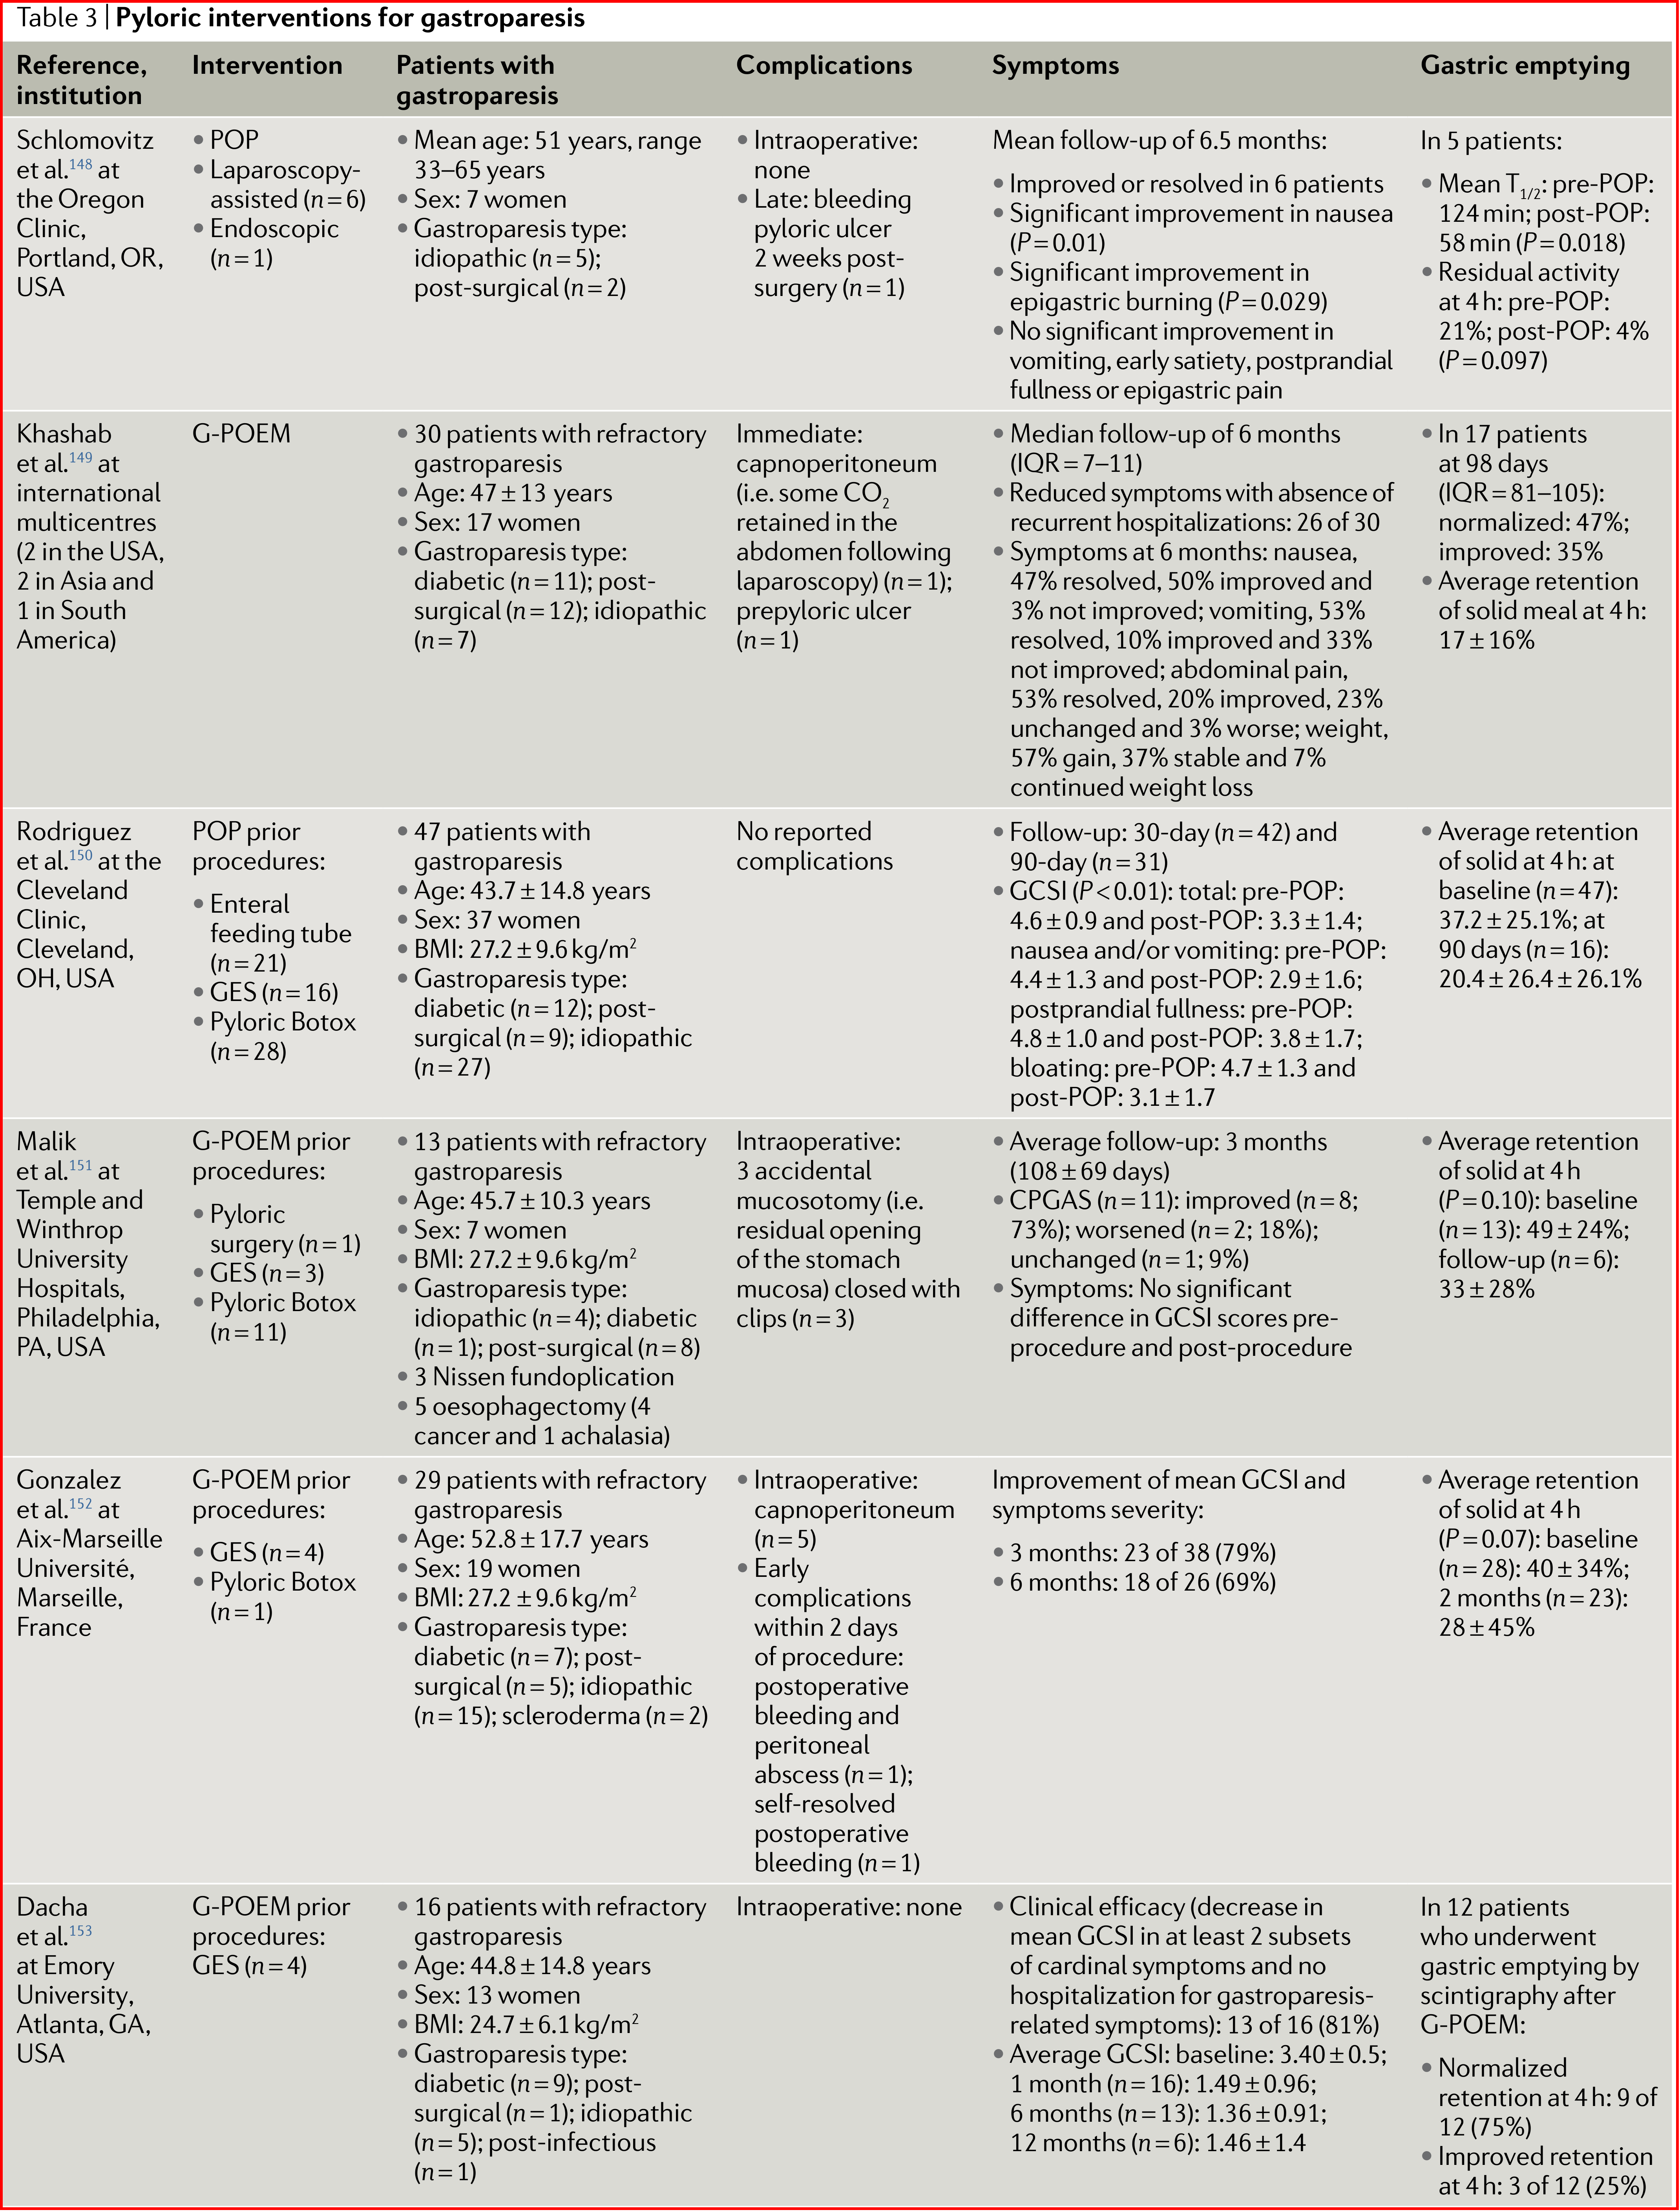 Table 3 | Pyloric interventions for gastroparesis
Reference, institution
Intervention
Patients with gastroparesis
Complications
Symptoms
Gastric emptying
Schlomovitz
et al.148 at
the Oregon
Clinic,
Portland, OR,
USA
• POP
• Laparoscopy-
assisted (n = 6)
• Endoscopic
(n = 1)
• Mean age: 51 years, range
33–65 years
• Sex: 7 women
• Gastroparesis type:
idiopathic (n = 5);
post-surgical (n = 2)
• Intraoperative:
none
• Late: bleeding
pyloric ulcer
2 weeks post-
surgery (n = 1)
Mean follow-up of 6.5 months:
• Improved or resolved in 6 patients
• Significant improvement in nausea
(P = 0.01)
• Significant improvement in
epigastric burning (P = 0.029)
• No significant improvement in
vomiting, early satiety, postprandial
fullness or epigastric pain
In 5 patients:
• Mean T1/2: pre-POP:
124 min; post-POP:
58 min (P = 0.018)
• Residual activity
at 4 h: pre-POP:
21%; post-POP: 4%
(P = 0.097)
Khashab
et al.149 at
international
multicentres
(2 in the USA,
2 in Asia and
1 in South
America)
G-POEM
• 30 patients with refractory
gastroparesis
• Age: 47 ± 13 years
• Sex: 17 women
• Gastroparesis type:
diabetic (n = 11); post-
surgical (n = 12); idiopathic
(n = 7)
Immediate:
capnoperitoneum
(i.e. some CO2
retained in the
abdomen following
laparoscopy) (n = 1);
prepyloric ulcer
(n = 1)
• Median follow-up of 6 months
(IQR = 7–11)
• Reduced symptoms with absence of
recurrent hospitalizations: 26 of 30
• Symptoms at 6 months: nausea,
47% resolved, 50% improved and
3% not improved; vomiting, 53%
resolved, 10% improved and 33%
not improved; abdominal pain,
53% resolved, 20% improved, 23%
unchanged and 3% worse; weight,
57% gain, 37% stable and 7%
continued weight loss
• In 17 patients
at 98 days
(IQR = 81–105):
normalized: 47%;
improved: 35%
• Average retention
of solid meal at 4 h:
17 ± 16%
Rodriguez
et al.150 at the
Cleveland
Clinic,
Cleveland,
OH, USA
POP prior
procedures:
• Enteral
feeding tube
(n = 21)
• GES (n = 16)
• Pyloric Botox
(n = 28)
• 47 patients with
gastroparesis
• Age: 43.7 ± 14.8 years
• Sex: 37 women
• BMI: 27.2 ± 9.6 kg/m2
• Gastroparesis type:
diabetic (n = 12); post-
surgical (n = 9); idiopathic
(n = 27)
No reported
complications
• Follow-up: 30-day (n = 42) and
90-day (n = 31)
• GCSI (P < 0.01): total: pre-POP:
4.6 ± 0.9 and post-POP: 3.3 ± 1.4;
nausea and/or vomiting: pre-POP:
4.4 ± 1.3 and post-POP: 2.9 ± 1.6;
postprandial fullness: pre-POP:
4.8 ± 1.0 and post-POP: 3.8 ± 1.7;
bloating: pre-POP: 4.7 ± 1.3 and
post-POP: 3.1 ± 1.7
• Average retention
of solid at 4 h: at
baseline (n = 47):
37.2 ± 25.1%; at
90 days (n = 16):
20.4 ± 26.4 ± 26.1%
Malik
et al.151 at
Temple and
Winthrop
University
Hospitals,
Philadelphia,
PA, USA
G-POEM prior
procedures:
• Pyloric
surgery (n = 1)
• GES (n = 3)
• Pyloric Botox
(n = 11)
• 13 patients with refractory
gastroparesis
• Age: 45.7 ± 10.3 years
• Sex: 7 women
• BMI: 27.2 ± 9.6 kg/m2
• Gastroparesis type:
idiopathic (n = 4); diabetic
(n = 1); post-surgical (n = 8)
• 3 Nissen fundoplication
• 5 oesophagectomy (4
cancer and 1 achalasia)
Intraoperative:
3 accidental
mucosotomy (i.e.
residual opening
of the stomach
mucosa) closed with
clips (n = 3)
• Average follow-up: 3 months
(108 ± 69 days)
• CPGAS (n = 11): improved (n = 8;
73%); worsened (n = 2; 18%);
unchanged (n = 1; 9%)
• Symptoms: No significant
difference in GCSI scores pre-
procedure and post-procedure
• Average retention
of solid at 4 h
(P = 0.10): baseline
(n = 13): 49 ± 24%;
follow-up (n = 6):
33 ± 28%
Gonzalez
et al.152 at
Aix-Marseille
Université,
Marseille,
France
G-POEM prior
procedures:
• GES (n = 4)
• Pyloric Botox
(n = 1)
• 29 patients with refractory
gastroparesis
• Age: 52.8 ± 17.7 years
• Sex: 19 women
• BMI: 27.2 ± 9.6 kg/m2
• Gastroparesis type:
diabetic (n = 7); post-
surgical (n = 5); idiopathic
(n = 15); scleroderma (n = 2)
• Intraoperative:
capnoperitoneum
(n = 5)
• Early
complications
within 2 days
of procedure:
postoperative
bleeding and
peritoneal
abscess (n = 1);
self-resolved
postoperative
bleeding (n = 1)
Improvement of mean GCSI and
symptoms severity:
• 3 months: 23 of 38 (79%)
• 6 months: 18 of 26 (69%)
• Average retention
of solid at 4 h
(P = 0.07): baseline
(n = 28): 40 ± 34%;
2 months (n = 23):
28 ± 45%
Dacha
et al.153
at Emory
University,
Atlanta, GA,
USA
G-POEM prior
procedures:
GES (n = 4)
• 16 patients with refractory
gastroparesis
• Age: 44.8 ± 14.8 years
• Sex: 13 women
• BMI: 24.7 ± 6.1 kg/m2
• Gastroparesis type:
diabetic (n = 9); post-
surgical (n = 1); idiopathic
(n = 5); post-infectious
(n = 1)
Intraoperative: none
• Clinical efficacy (decrease in
mean GCSI in at least 2 subsets
of cardinal symptoms and no
hospitalization for gastroparesis-
related symptoms): 13 of 16 (81%)
• Average GCSI: baseline: 3.40 ± 0.5;
1 month (n = 16): 1.49 ± 0.96;
6 months (n = 13): 1.36 ± 0.91;
12 months (n = 6): 1.46 ± 1.4
In 12 patients
who underwent
gastric emptying by
scintigraphy after
G-POEM:
• Normalized
retention at 4 h: 9 of
12 (75%)
• Improved retention
at 4 h: 3 of 12 (25%)